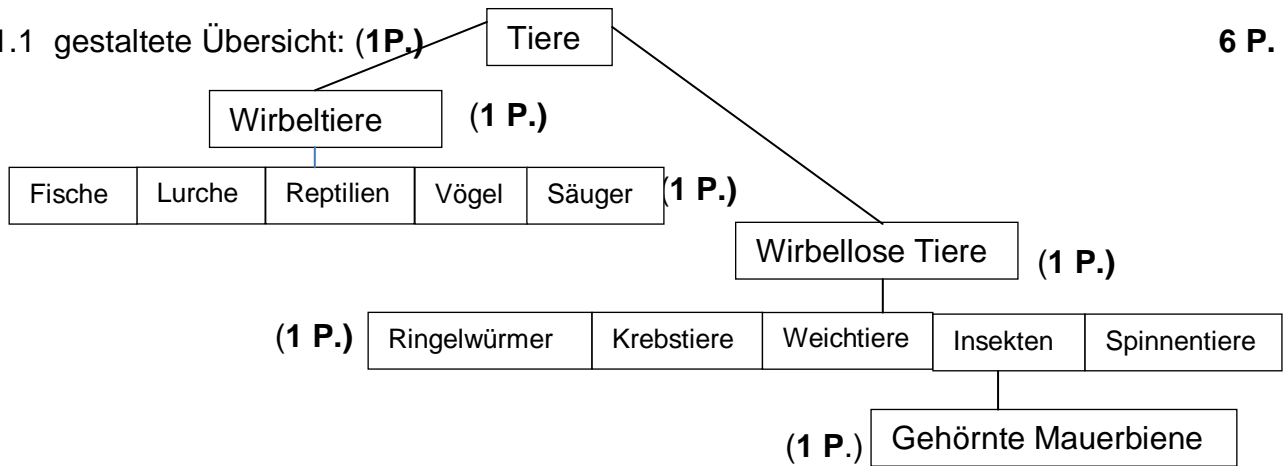 1.1 gestaltete Übersicht: (1P.) Tiere 6 P.
Wirbeltiere (1 P.)
Fische Lurche Reptilien Vögel Säuger (1 P.)
Wirbellose Tiere (1 P.)
(1 P.) Ringelwürmer Krebstiere Weichtiere Insekten Spinnentiere
(1 P.) Gehörnte Mauerbiene